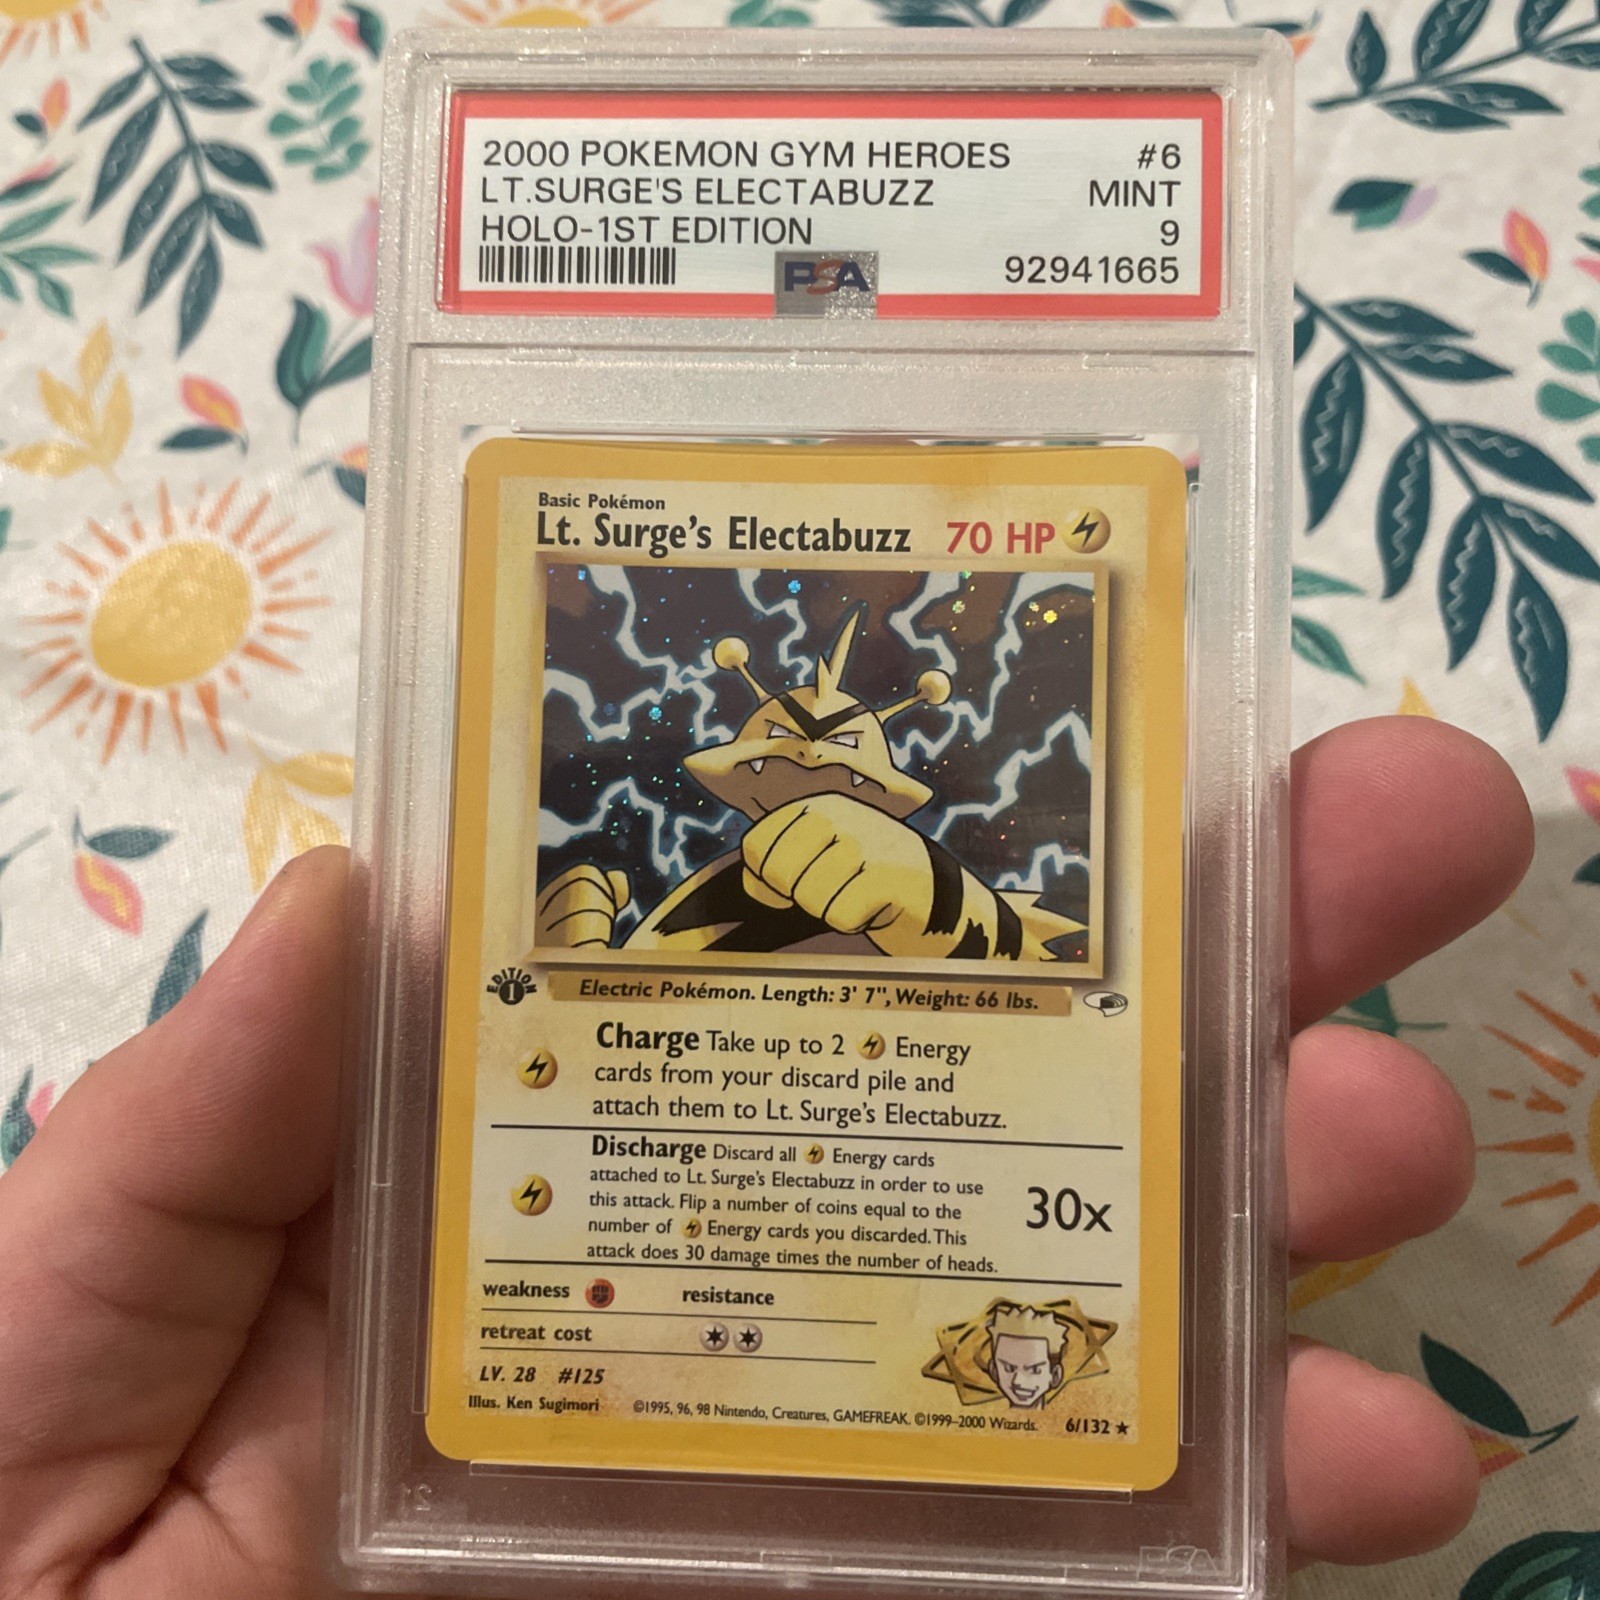 2000 POKEMON GYM HEROES #6
LT.SURGE'S ELECTABUZZ MINT
HOLO-1ST EDITION 9
PSA 92941665
Basic Pokémon
Lt. Surge's Electabuzz 70 HP
EDITION 1
Electric Pokémon. Length: 3' 7", Weight: 66 lbs.
Charge Take up to 2 Energy
cards from your discard pile and
attach them to Lt. Surge's Electabuzz.
Discharge Discard all Energy cards
attached to Lt. Surge's Electabuzz in order to use
this attack. Flip a number of coins equal to the
number of Energy cards you discarded. This
attack does 30 damage times the number of heads.
30x
weakness resistance
retreat cost
LV. 28 #125
Illus. Ken Sugimori ©1995, 96, 98 Nintendo, Creatures, GAMEFREAK. ©1999-2000 Wizards. 6/132 ★
PSA